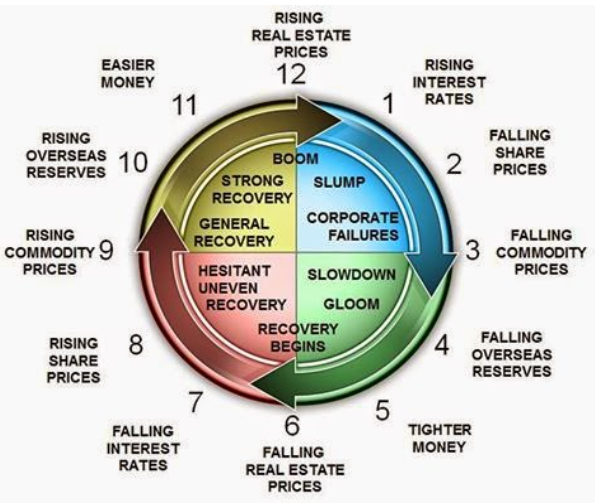 RISING
REAL ESTATE
PRICES
12
RISING
INTEREST
RATES
1
FALLING
SHARE
PRICES
2
FALLING
COMMODITY
PRICES
3
FALLING
OVERSEAS
RESERVES
4
TIGHTER
MONEY
5
6
FALLING
REAL ESTATE
PRICES
7
FALLING
INTEREST
RATES
8
RISING
SHARE
PRICES
9
RISING
COMMODITY
PRICES
10
RISING
OVERSEAS
RESERVES
11
EASIER
MONEY
BOOM
SLUMP
CORPORATE
FAILURES
SLOWDOWN
GLOOM
RECOVERY
BEGINS
HESITANT
UNEVEN
RECOVERY
GENERAL
RECOVERY
STRONG
RECOVERY